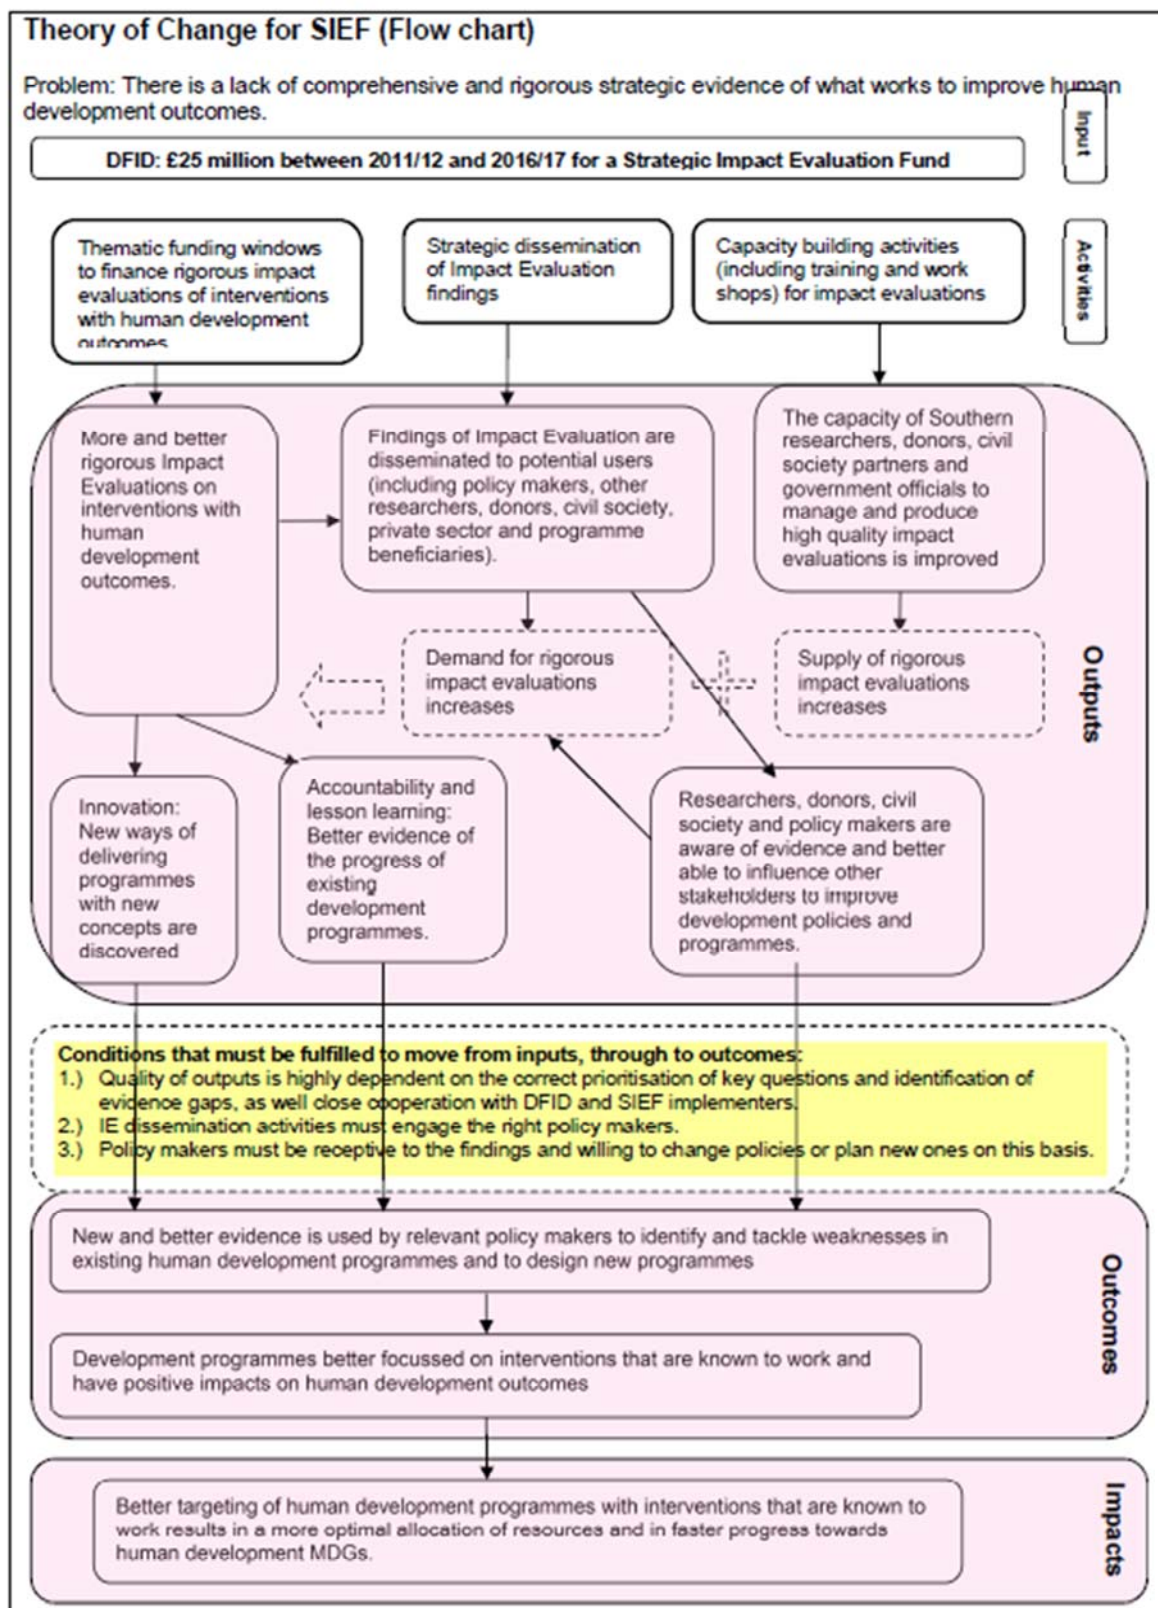 Theory of Change for SIEF (Flow chart)
Problem: There is a lack of comprehensive and rigorous strategic evidence of what works to improve human
development outcomes.
Input
DFID: £25 million between 2011/12 and 2016/17 for a Strategic Impact Evaluation Fund
Activities
Thematic funding windows
to finance rigorous impact
evaluations of interventions
with human development
outcomes
Strategic dissemination
of Impact Evaluation
findings
Capacity building activities
(including training and work
shops) for impact evaluations
Outputs
More and better
rigorous Impact
Evaluations on
interventions with
human
development
outcomes.
Findings of Impact Evaluation are
disseminated to potential users
(including policy makers, other
researchers, donors, civil society,
private sector and programme
beneficiaries).
The capacity of Southern
researchers, donors, civil
society partners and
government officials to
manage and produce
high quality impact
evaluations is improved
Demand for rigorous
impact evaluations
increases
Supply of rigorous
impact evaluations
increases
Innovation:
New ways of
delivering
programmes
with new
concepts are
discovered
Accountability and
lesson learning:
Better evidence of
the progress of
existing
development
programmes.
Researchers, donors, civil
society and policy makers are
aware of evidence and better
able to influence other
stakeholders to improve
development policies and
programmes.
Conditions that must be fulfilled to move from inputs, through to outcomes:
1.) Quality of outputs is highly dependent on the correct prioritisation of key questions and identification of
evidence gaps, as well close cooperation with DFID and SIEF implementers.
2.) IE dissemination activities must engage the right policy makers.
3.) Policy makers must be receptive to the findings and willing to change policies or plan new ones on this basis.
Outcomes
New and better evidence is used by relevant policy makers to identify and tackle weaknesses in
existing human development programmes and to design new programmes
Development programmes better focussed on interventions that are known to work and
have positive impacts on human development outcomes
Impacts
Better targeting of human development programmes with interventions that are known to
work results in a more optimal allocation of resources and in faster progress towards
human development MDGs.